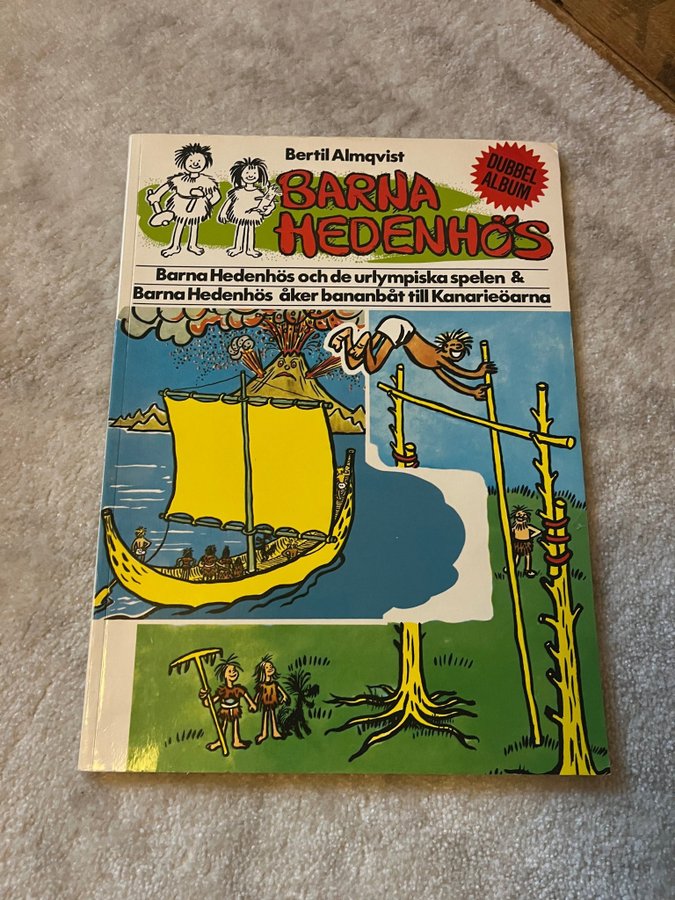 Bertil Almqvist
DUBBEL
ALBUM
BARNA
HEDENHÖS
Barna Hedenhös och de urlympiska spelen &
Barna Hedenhös åker bananbåt till Kanarieöarna